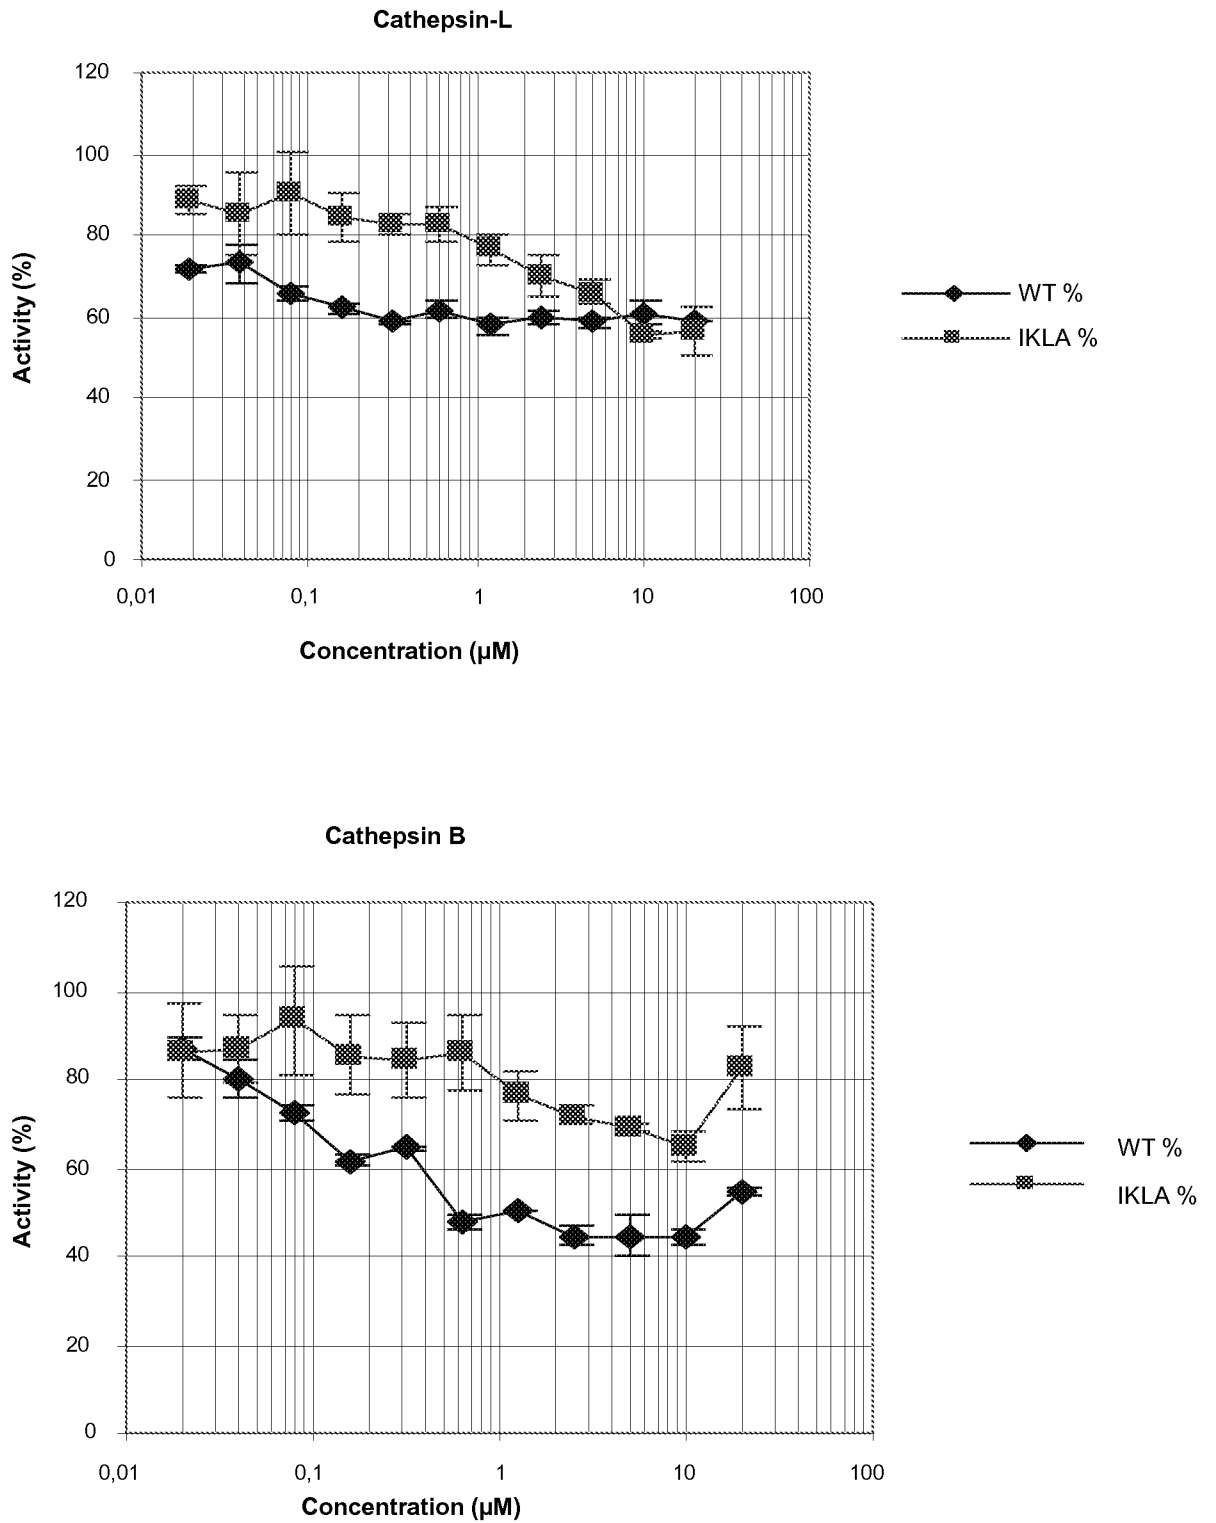 Cathepsin-L
120
100
80
60
40
20
0
Activity (%)
0,01 0,1 1 10 100
Concentration (µM)
WT %
IKLA %
Cathepsin B
120
100
80
60
40
20
0
Activity (%)
0,01 0,1 1 10 100
Concentration (µM)
WT %
IKLA %